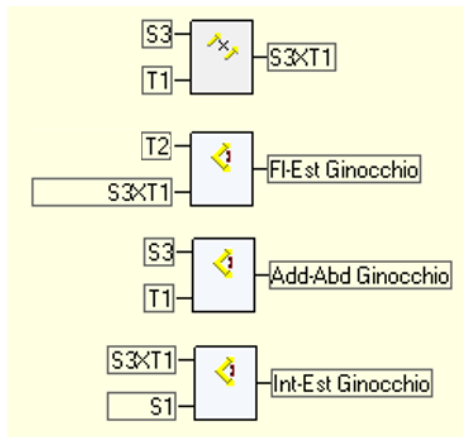 S3
T1
S3XT1
T2
S3XT1
Fl-Est Ginocchio
S3
T1
Add-Abd Ginocchio
S3XT1
S1
Int-Est Ginocchio